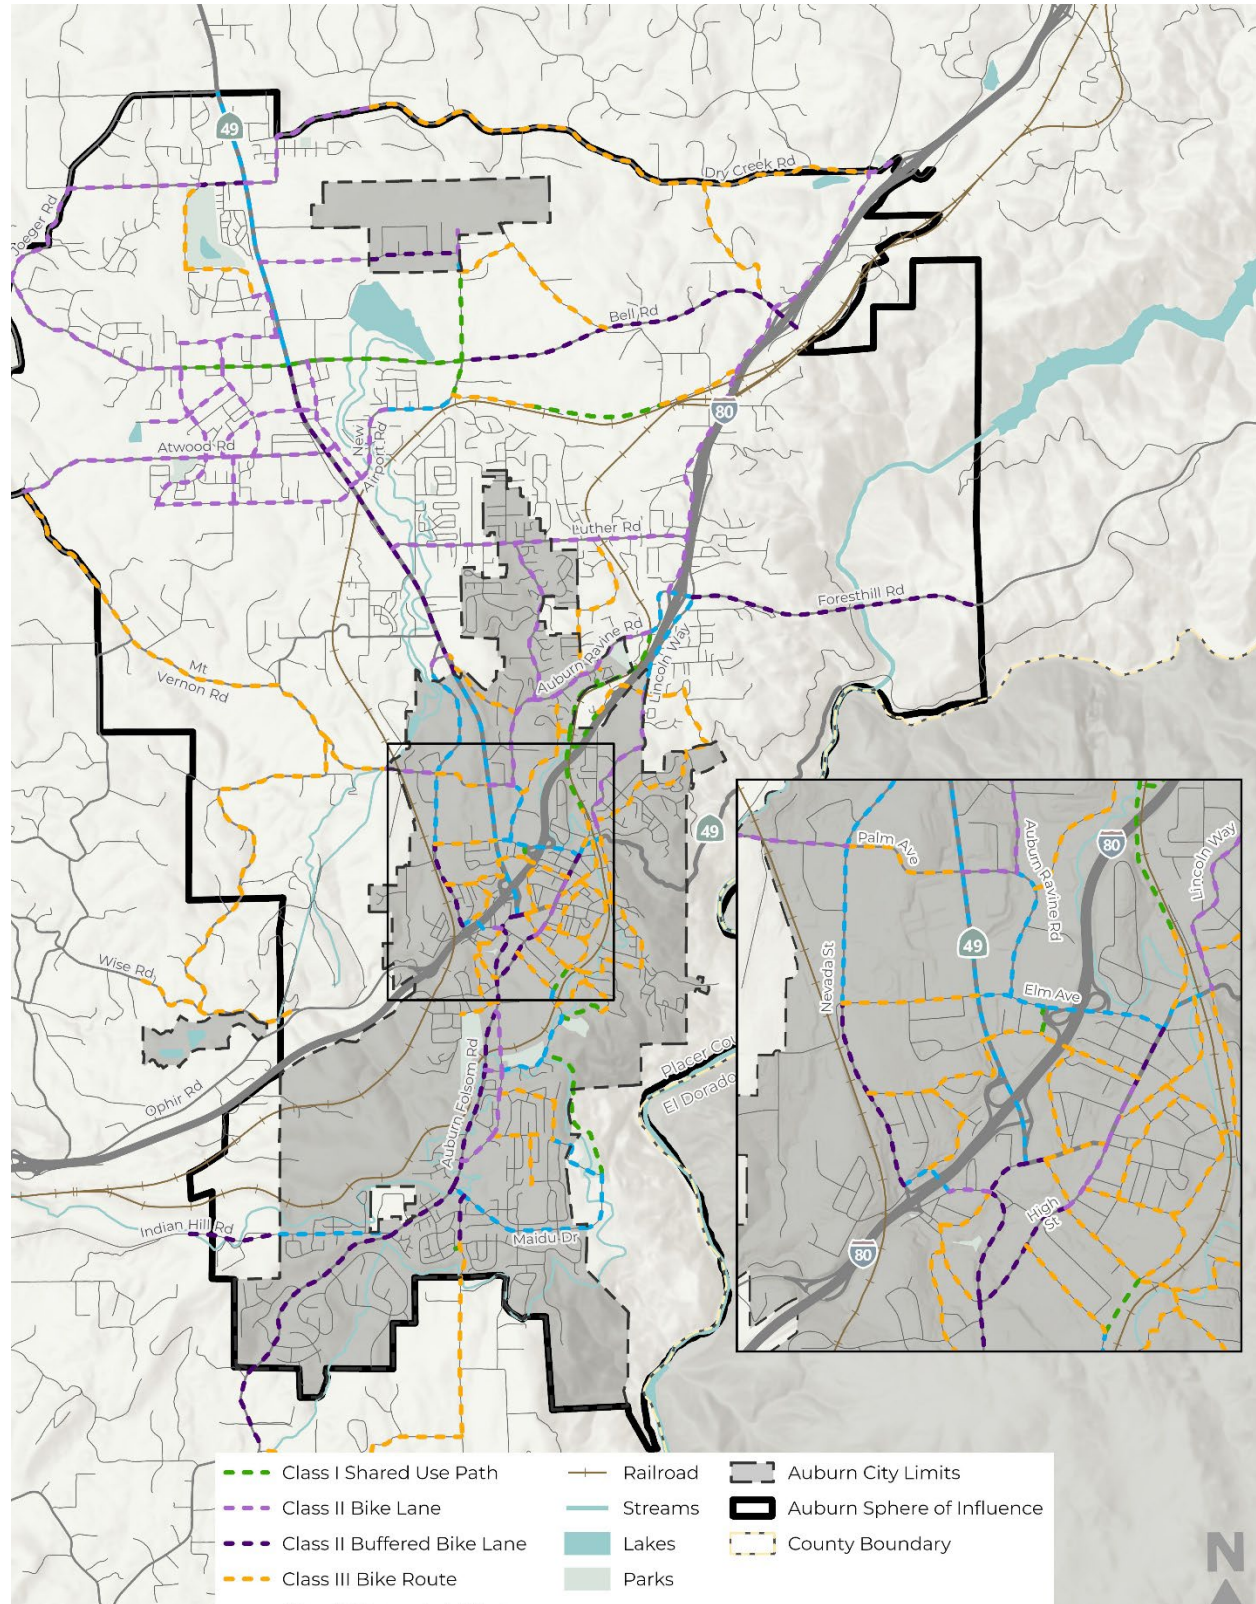 49
Dry Creek Rd
Joeger Rd
Bell Rd
80
New
Airport Rd
Atwood Rd
Luther Rd
Foresthill Rd
Auburn Ravine Rd
Lincoln Way
Mt
Vernon Rd
49
Wise Rd
Ophir Rd
Auburn Folsom Rd
Placer Cou
El Dorado
Indian Hill Rd
Maidu Dr
Palm Ave
Auburn Ravine Rd
80
Lincoln Way
49
Nevada St
Elm Ave
High
St
80
Class I Shared Use Path
Class II Bike Lane
Class II Buffered Bike Lane
Class III Bike Route
Railroad
Streams
Lakes
Parks
Auburn City Limits
Auburn Sphere of Influence
County Boundary
N